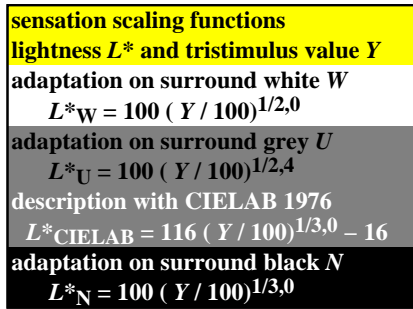 sensation scaling functions
lightness L* and tristimulus value Y
adaptation on surround white W
L*W = 100 ( Y / 100)1/2,0
adaptation on surround grey U
L*U = 100 ( Y / 100)1/2,4
description with CIELAB 1976
L*CIELAB = 116 ( Y / 100)1/3,0 – 16
adaptation on surround black N
L*N = 100 ( Y / 100)1/3,0